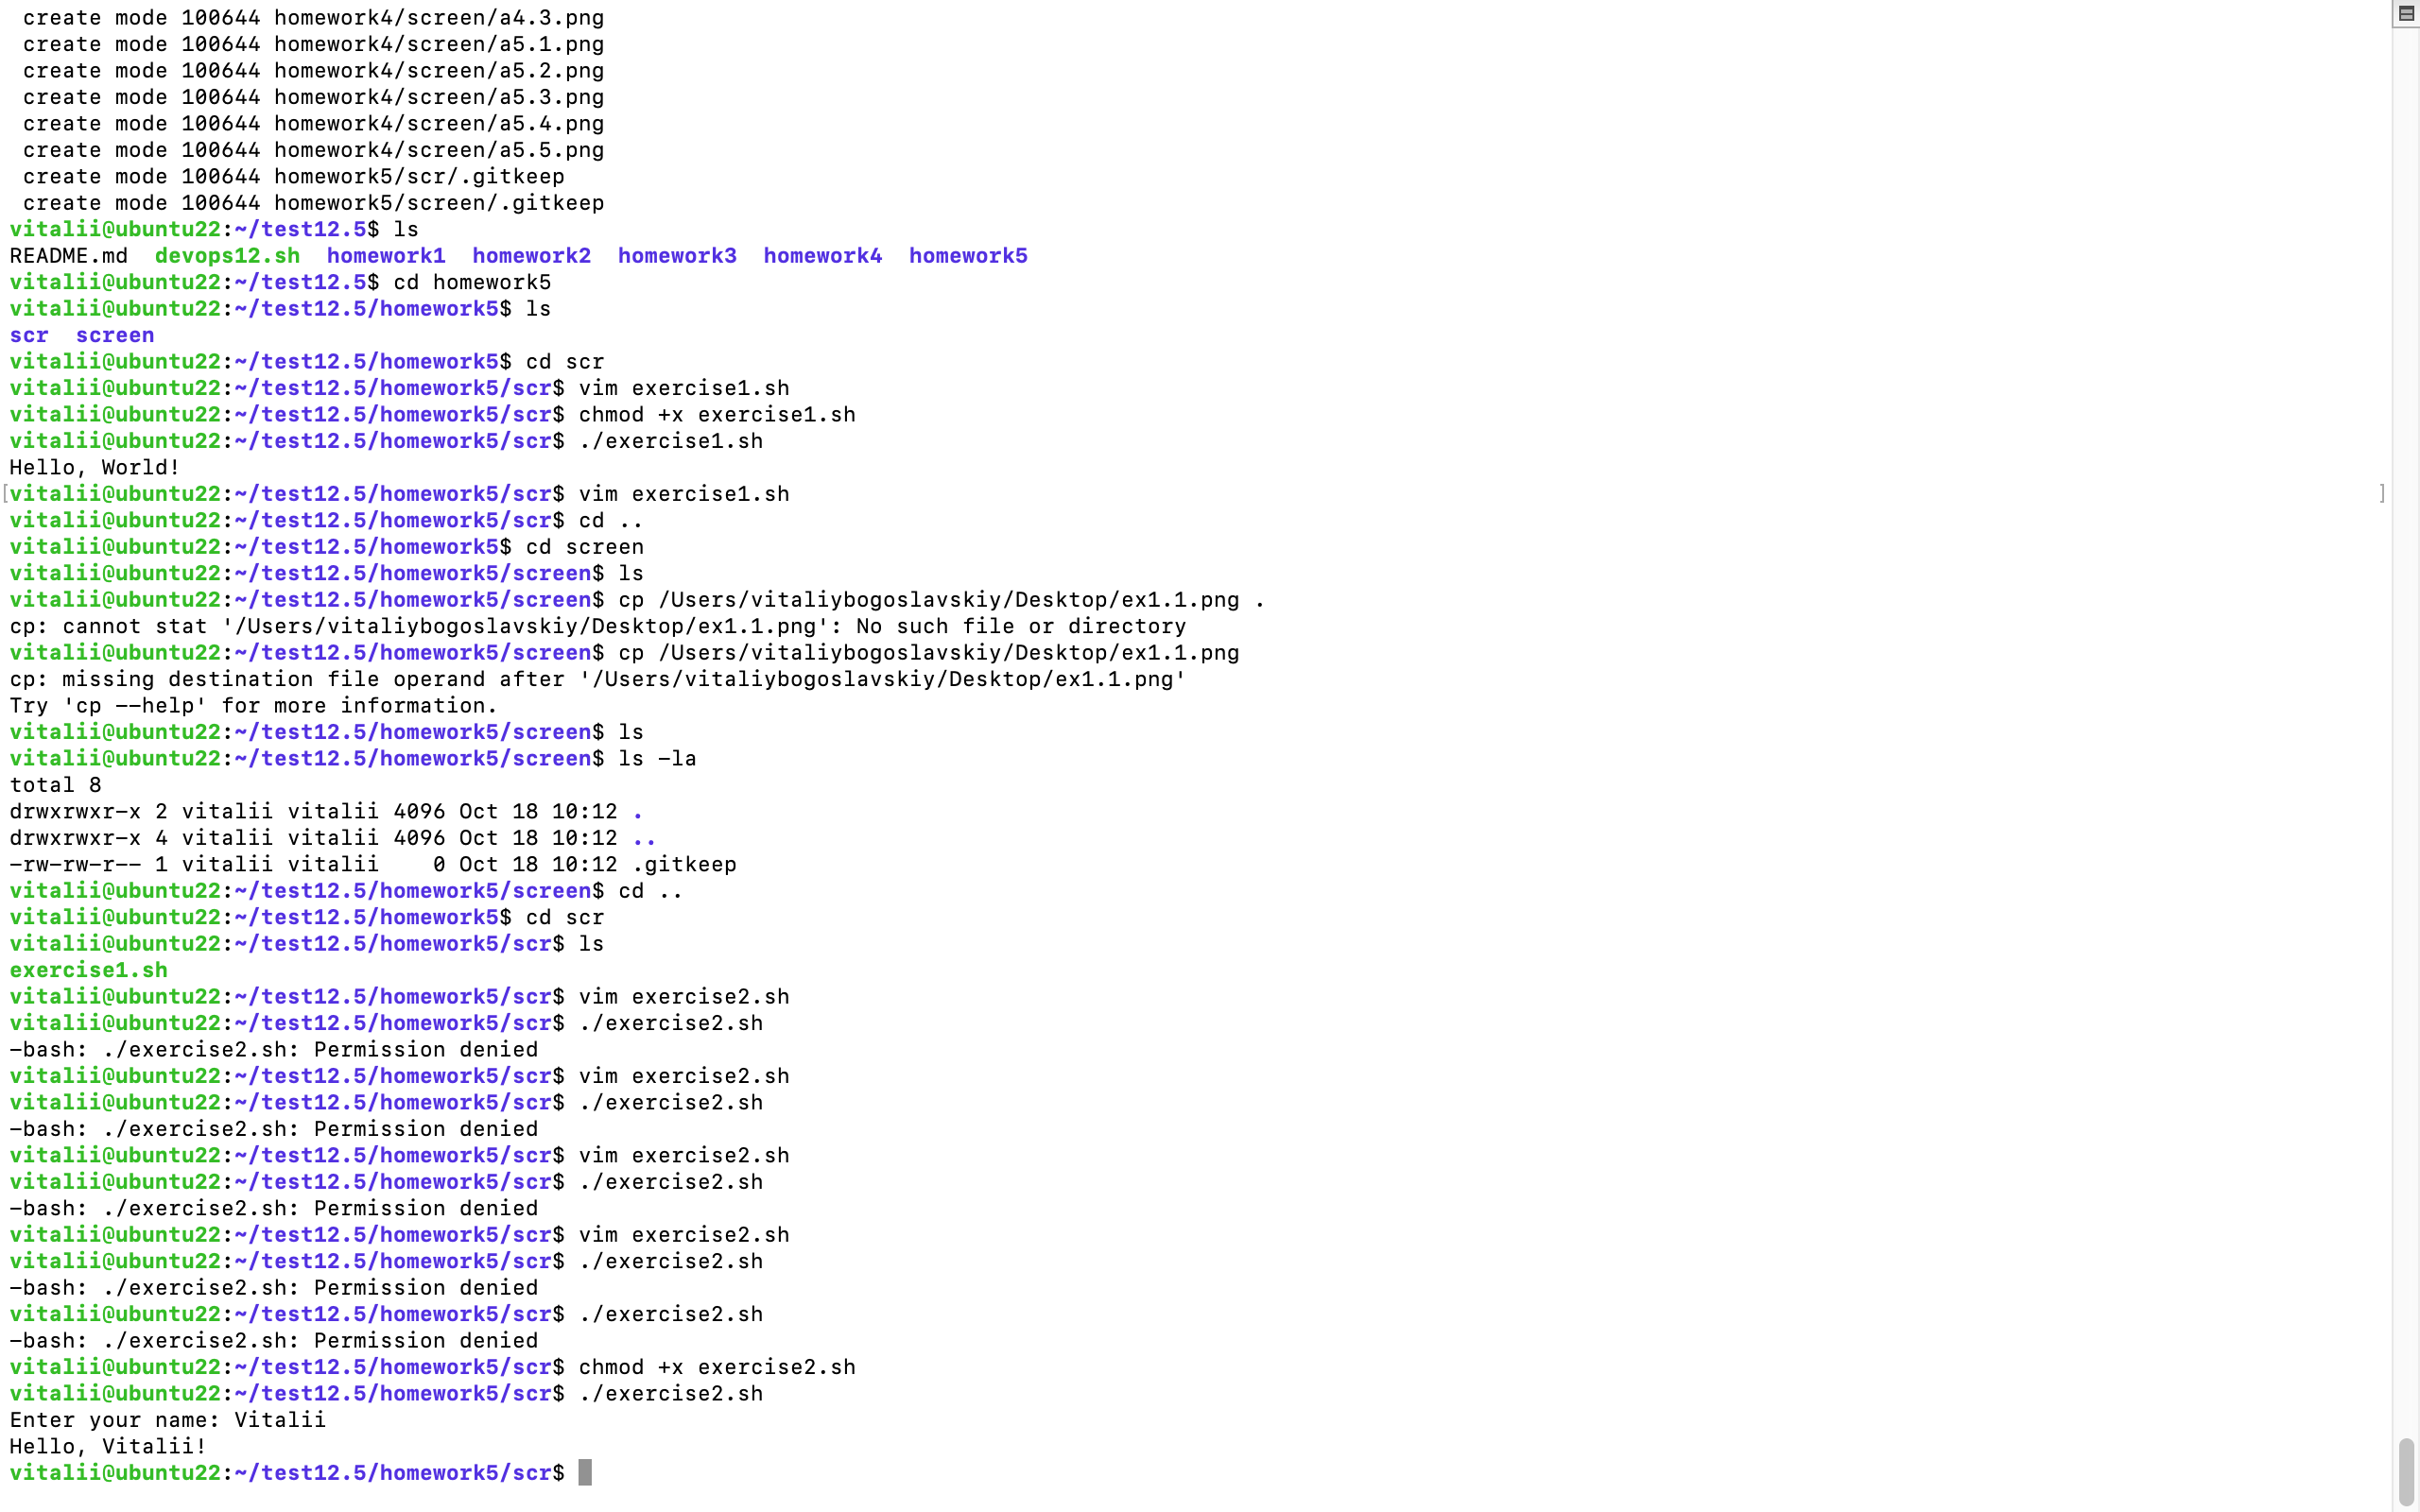 create mode 100644 homework4/screen/a4.3.png
create mode 100644 homework4/screen/a5.1.png
create mode 100644 homework4/screen/a5.2.png
create mode 100644 homework4/screen/a5.3.png
create mode 100644 homework4/screen/a5.4.png
create mode 100644 homework4/screen/a5.5.png
create mode 100644 homework5/scr/.gitkeep
create mode 100644 homework5/screen/.gitkeep
vitalii@ubuntu22:~/test12.5$ ls
README.md  devops12.sh  homework1  homework2  homework3  homework4  homework5
vitalii@ubuntu22:~/test12.5$ cd homework5
vitalii@ubuntu22:~/test12.5/homework5$ ls
scr  screen
vitalii@ubuntu22:~/test12.5/homework5$ cd scr
vitalii@ubuntu22:~/test12.5/homework5/scr$ vim exercise1.sh
vitalii@ubuntu22:~/test12.5/homework5/scr$ chmod +x exercise1.sh
vitalii@ubuntu22:~/test12.5/homework5/scr$ ./exercise1.sh
Hello, World!
[vitalii@ubuntu22:~/test12.5/homework5/scr$ vim exercise1.sh ]
vitalii@ubuntu22:~/test12.5/homework5/scr$ cd ..
vitalii@ubuntu22:~/test12.5/homework5$ cd screen
vitalii@ubuntu22:~/test12.5/homework5/screen$ ls
vitalii@ubuntu22:~/test12.5/homework5/screen$ cp /Users/vitaliybogoslavskiy/Desktop/ex1.1.png .
cp: cannot stat '/Users/vitaliybogoslavskiy/Desktop/ex1.1.png': No such file or directory
vitalii@ubuntu22:~/test12.5/homework5/screen$ cp /Users/vitaliybogoslavskiy/Desktop/ex1.1.png
cp: missing destination file operand after '/Users/vitaliybogoslavskiy/Desktop/ex1.1.png'
Try 'cp --help' for more information.
vitalii@ubuntu22:~/test12.5/homework5/screen$ ls
vitalii@ubuntu22:~/test12.5/homework5/screen$ ls -la
total 8
drwxrwxr-x 2 vitalii vitalii 4096 Oct 18 10:12 .
drwxrwxr-x 4 vitalii vitalii 4096 Oct 18 10:12 ..
-rw-rw-r-- 1 vitalii vitalii    0 Oct 18 10:12 .gitkeep
vitalii@ubuntu22:~/test12.5/homework5/screen$ cd ..
vitalii@ubuntu22:~/test12.5/homework5$ cd scr
vitalii@ubuntu22:~/test12.5/homework5/scr$ ls
exercise1.sh
vitalii@ubuntu22:~/test12.5/homework5/scr$ vim exercise2.sh
vitalii@ubuntu22:~/test12.5/homework5/scr$ ./exercise2.sh
-bash: ./exercise2.sh: Permission denied
vitalii@ubuntu22:~/test12.5/homework5/scr$ vim exercise2.sh
vitalii@ubuntu22:~/test12.5/homework5/scr$ ./exercise2.sh
-bash: ./exercise2.sh: Permission denied
vitalii@ubuntu22:~/test12.5/homework5/scr$ vim exercise2.sh
vitalii@ubuntu22:~/test12.5/homework5/scr$ ./exercise2.sh
-bash: ./exercise2.sh: Permission denied
vitalii@ubuntu22:~/test12.5/homework5/scr$ vim exercise2.sh
vitalii@ubuntu22:~/test12.5/homework5/scr$ ./exercise2.sh
-bash: ./exercise2.sh: Permission denied
vitalii@ubuntu22:~/test12.5/homework5/scr$ ./exercise2.sh
-bash: ./exercise2.sh: Permission denied
vitalii@ubuntu22:~/test12.5/homework5/scr$ chmod +x exercise2.sh
vitalii@ubuntu22:~/test12.5/homework5/scr$ ./exercise2.sh
Enter your name: Vitalii
Hello, Vitalii!
vitalii@ubuntu22:~/test12.5/homework5/scr$